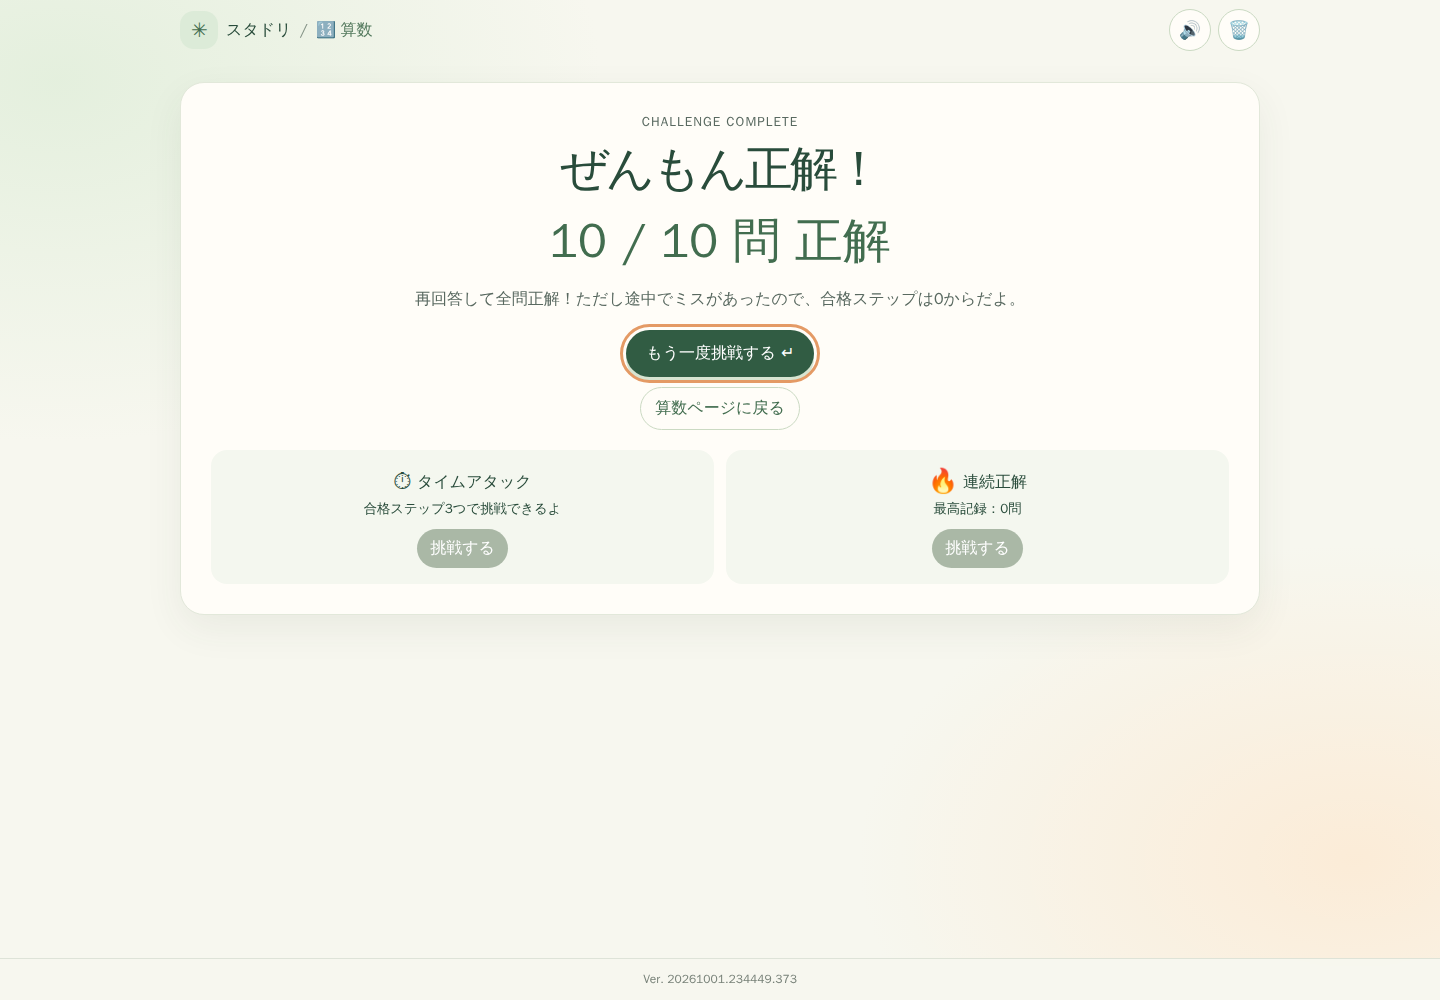 スタドリ / 算数
CHALLENGE COMPLETE
ぜんもん正解！
10 / 10 問 正解
再回答して全問正解！ただし途中でミスがあったので、合格ステップは0からだよ。
もう一度挑戦する ↵
算数ページに戻る
タイムアタック
合格ステップ3つで挑戦できるよ
挑戦する
連続正解
最高記録：0問
挑戦する
Ver. 20261001.234449.373